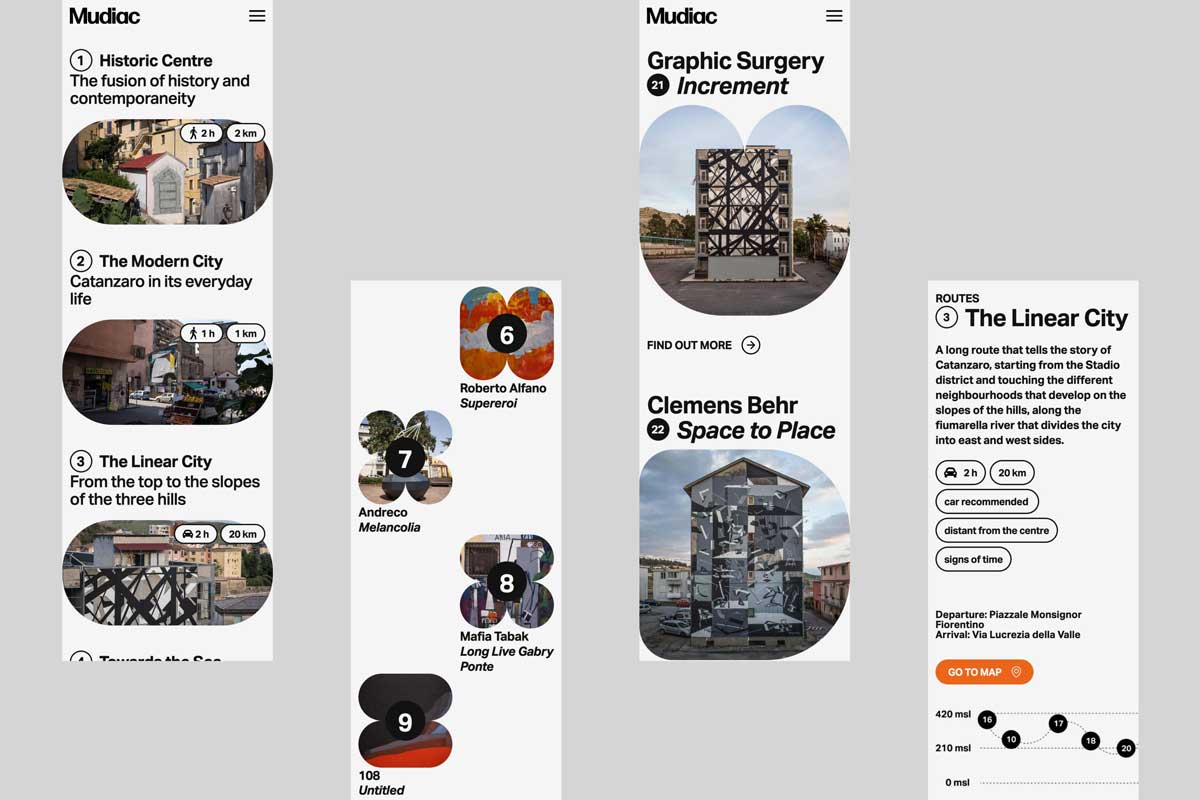 Mudiac
1 Historic Centre
The fusion of history and
contemporaneity
2 h
2 km
2 The Modern City
Catanzaro in its everyday
life
1 h
1 km
3 The Linear City
From the top to the slopes
of the three hills
2 h
20 km
4 Towards the Sea
6
Roberto Alfano
Supereroi
7
Andreco
Melancolia
8
Mafia Tabak
Long Live Gabry
Ponte
9
108
Untitled
Mudiac
Graphic Surgery
21 Increment
FIND OUT MORE
Clemens Behr
22 Space to Place
ROUTES
3 The Linear City
A long route that tells the story of
Catanzaro, starting from the Stadio
district and touching the different
neighbourhoods that develop on the
slopes of the hills, along the
fiumarella river that divides the city
into east and west sides.
2 h
20 km
car recommended
distant from the centre
signs of time
Departure: Piazzale Monsignor
Fiorentino
Arrival: Via Lucrezia della Valle
GO TO MAP
420 msl
16
17
10
18
210 msl
20
0 msl